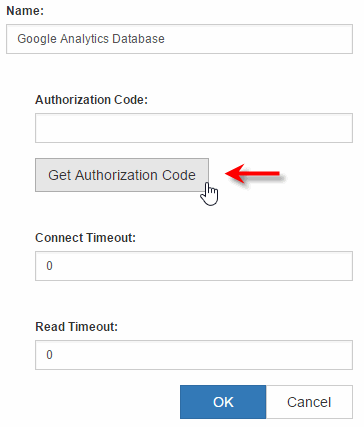 Name:
Google Analytics Database
Authorization Code:
Get Authorization Code
Connect Timeout:
0
Read Timeout:
0
OK Cancel